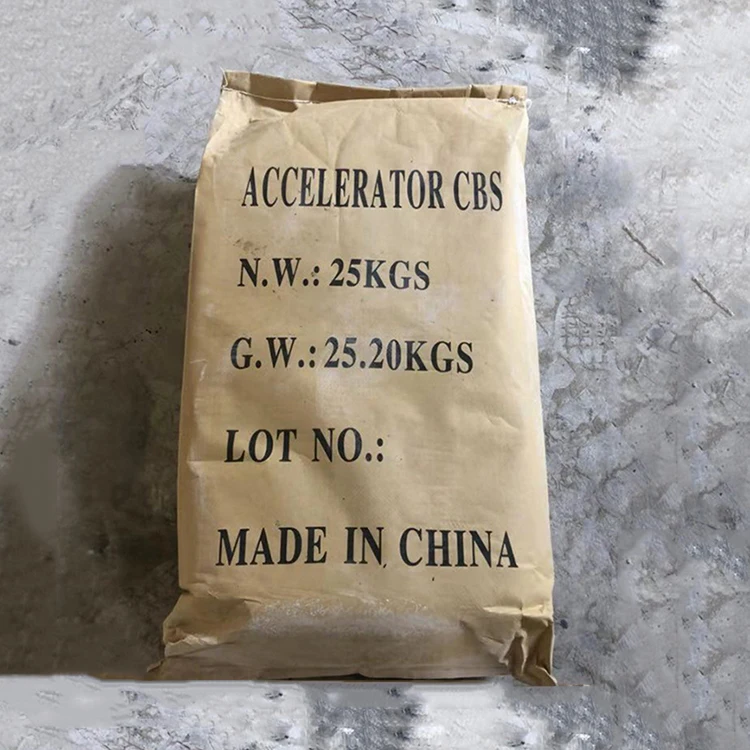 ACCELERATOR CBS
N.W.: 25KGS
G.W.: 25.20KGS
LOT NO.:
MADE IN CHINA